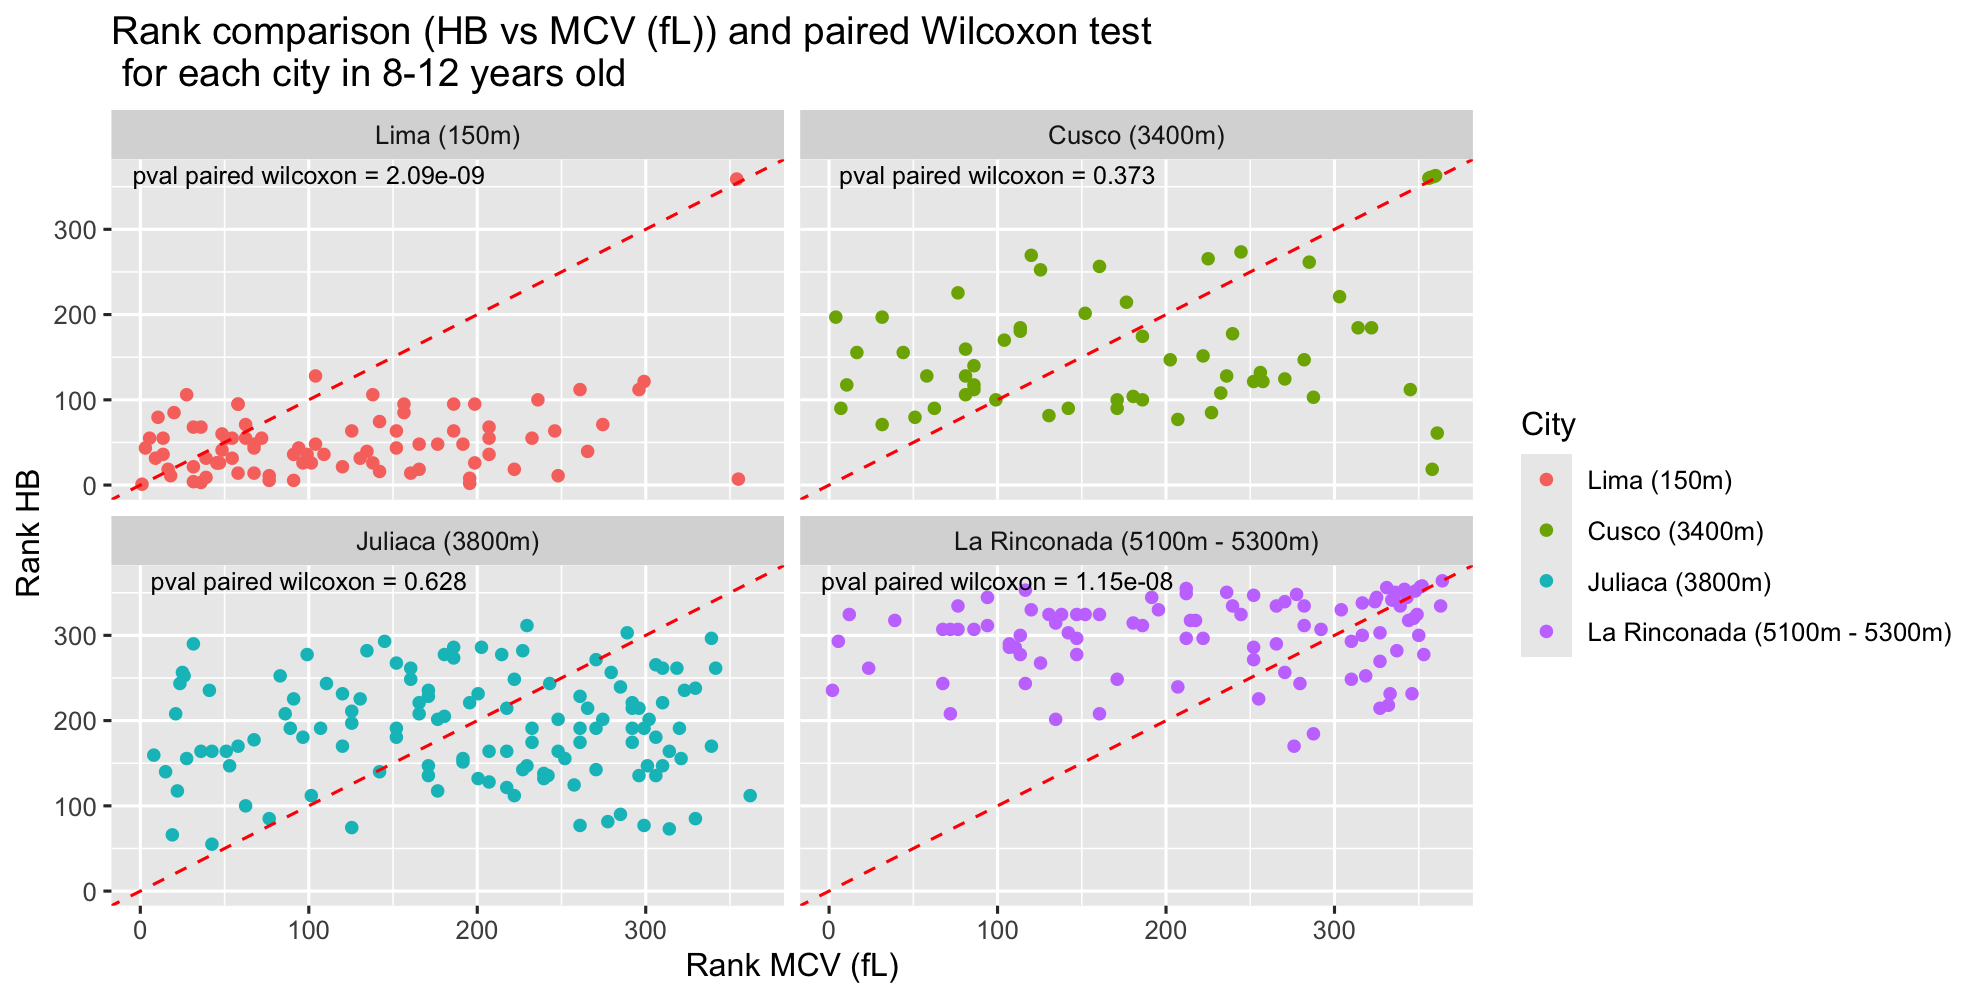 Rank comparison (HB vs MCV (fL)) and paired Wilcoxon test
for each city in 8-12 years old
Lima (150m)
Cusco (3400m)
pval paired wilcoxon = 2.09e-09
pval paired wilcoxon = 0.373
300
200
100
0
Juliaca (3800m)
La Rinconada (5100m - 5300m)
pval paired wilcoxon = 0.628
pval paired wilcoxon = 1.15e-08
300
200
100
0
0 100 200 300
0 100 200 300
Rank MCV (fL)
Rank HB
City
Lima (150m)
Cusco (3400m)
Juliaca (3800m)
La Rinconada (5100m - 5300m)